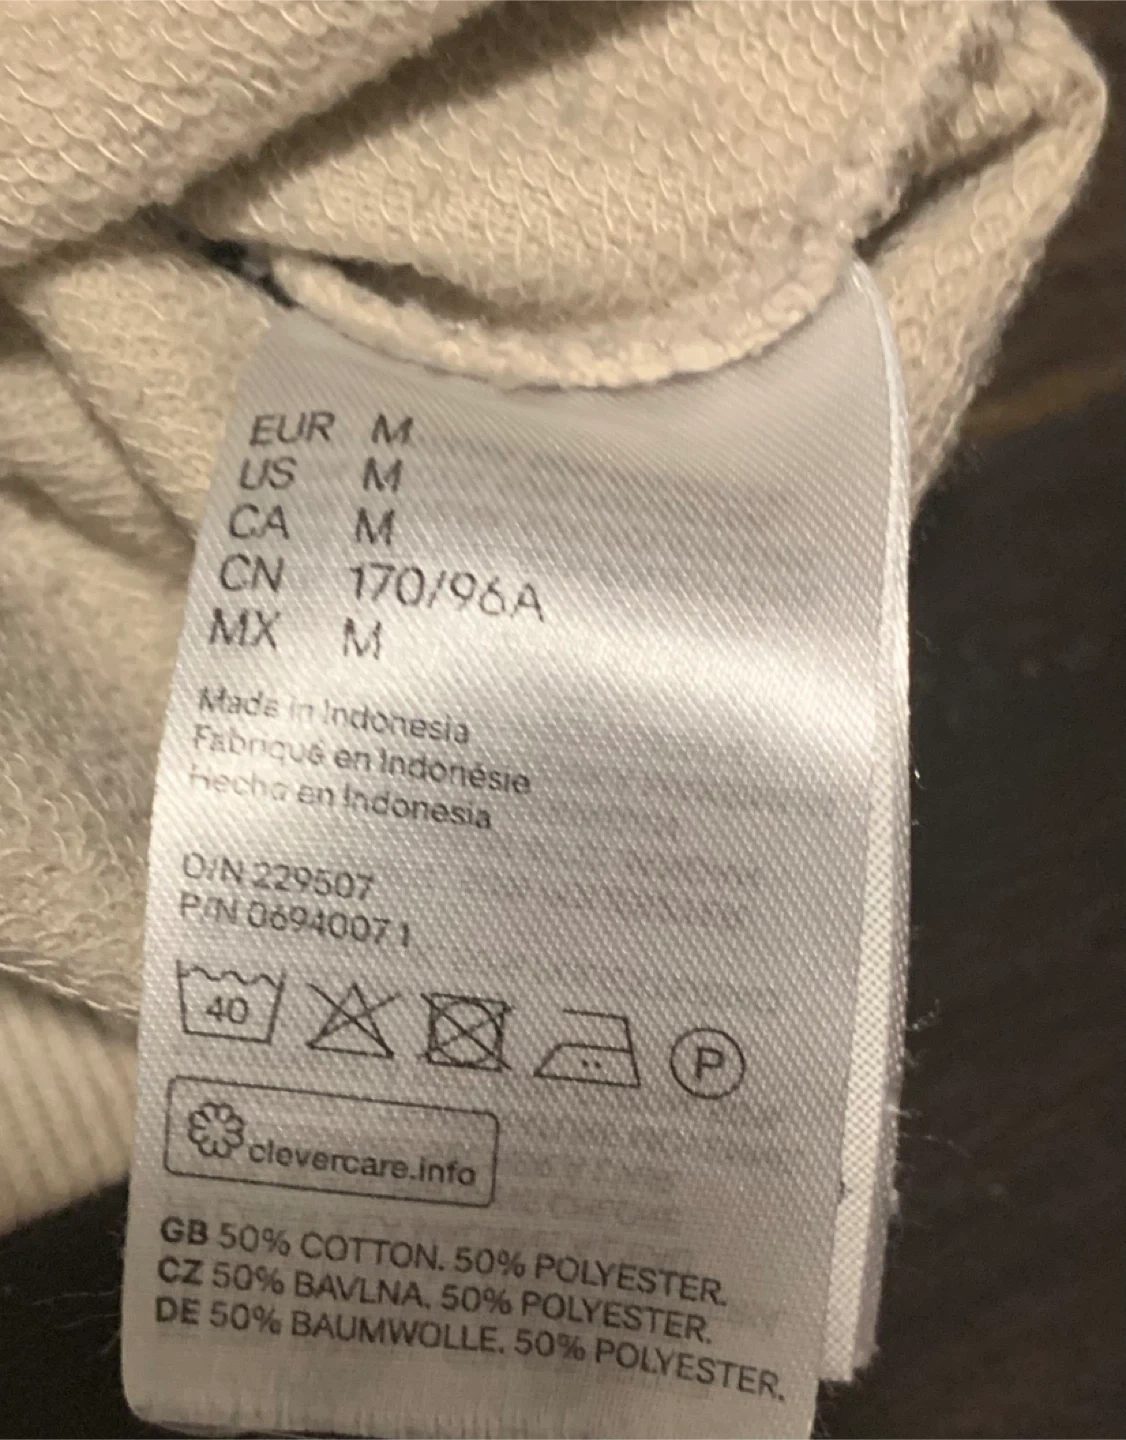 EUR M
US M
CA M
CN 170/96A
MX M
Made in Indonesia
Fabriqué en Indonésie
Hecho en Indonesia
O/N 229507
P/N 0694007 1
40
P
clevercare.info
GB 50% COTTON. 50% POLYESTER.
CZ 50% BAVLNA. 50% POLYESTER.
DE 50% BAUMWOLLE. 50% POLYESTER.